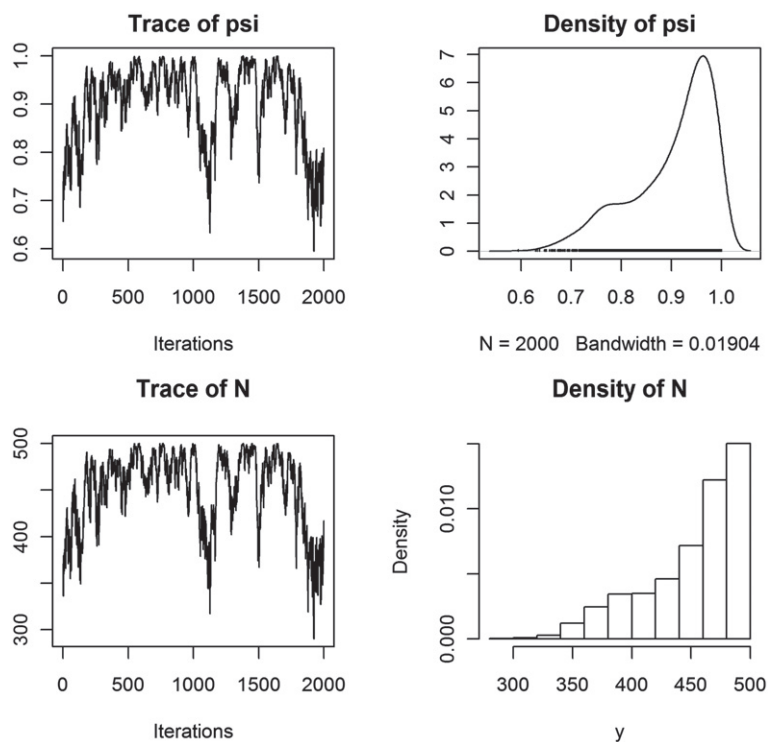 Trace of psi
1.0
0.9
0.8
0.7
0.6
0 500 1000 1500 2000
Iterations
Density of psi
7
6
5
4
3
2
1
0
0.6 0.7 0.8 0.9 1.0
N = 2000 Bandwidth = 0.01904
Trace of N
500
400
300
0 500 1000 1500 2000
Iterations
Density of N
Density
0.010
0.000
300 350 400 450 500
y